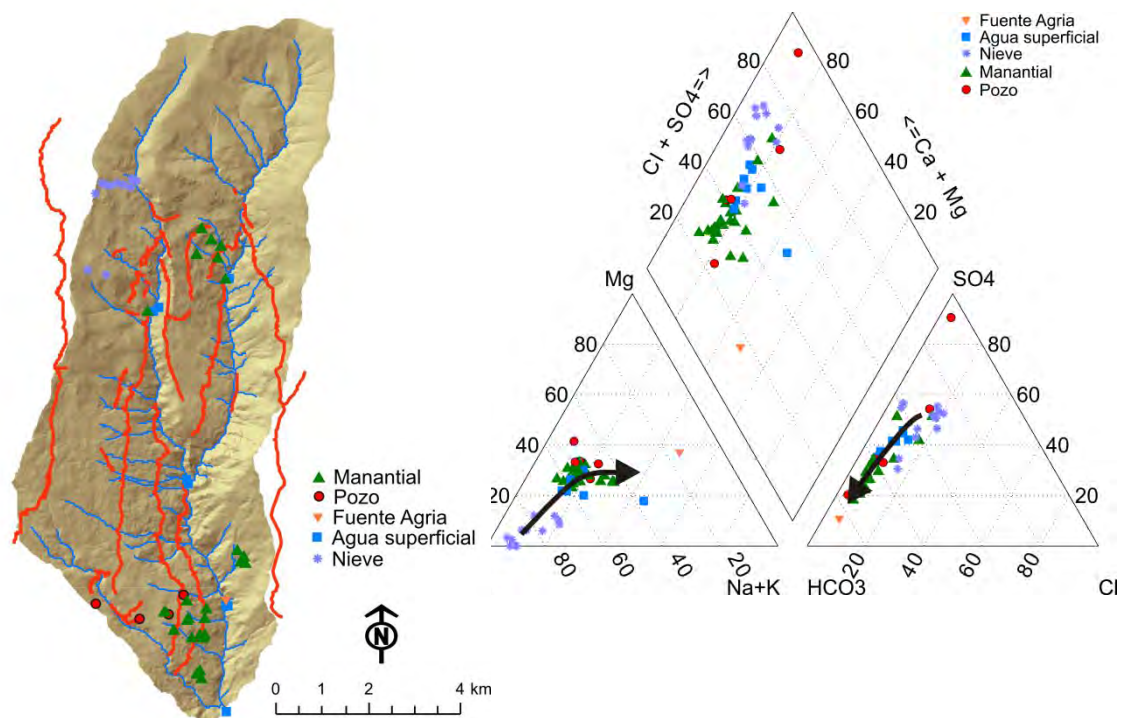 Manantial
Pozo
Fuente Agria
Agua superficial
Nieve
N
0 1 2 4 km
Fuente Agria
Agua superficial
Nieve
Manantial
Pozo
80 80
Cl + SO4=>
<=Ca + Mg
60 60
40 40
20 20
Mg
SO4
80 80
60 60
40 40
20 20
80 60 40 20
Na+K
HCO3
20 40 60 80
Cl